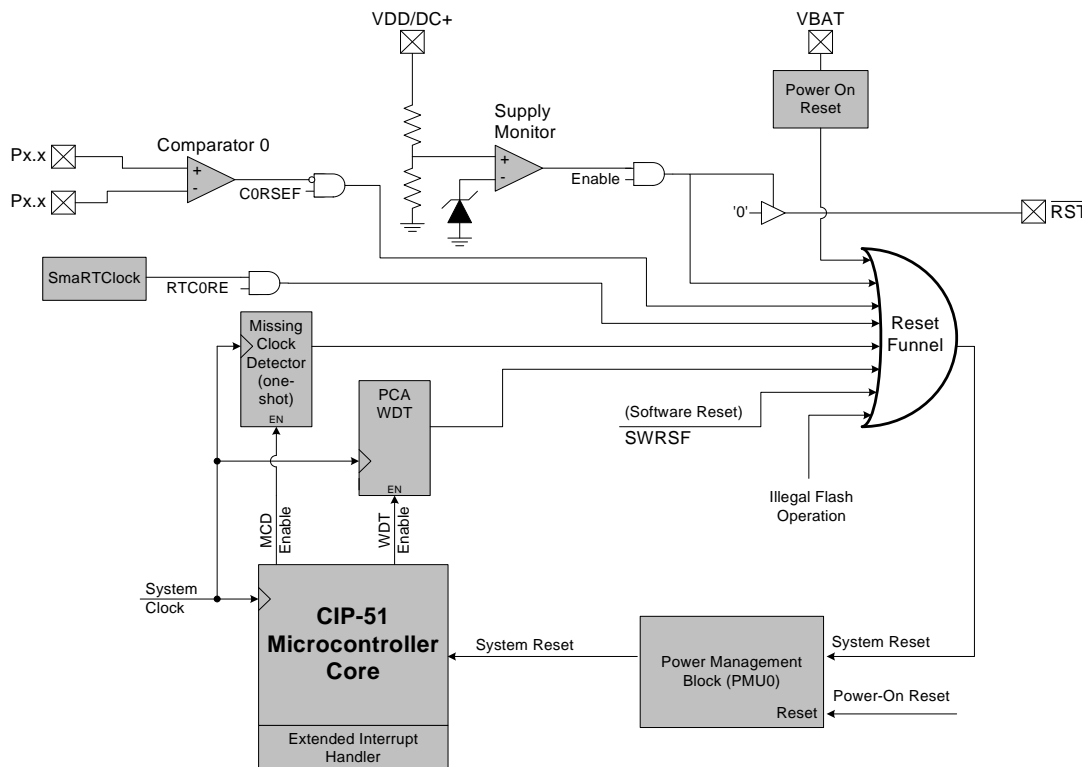 VDD/DC+
VBAT
Power On
Reset
Supply
Monitor
Comparator 0
Px.x
+
-
Px.x
C0RSEF
+
-
Enable
'0'
RST
SmaRTClock
RTC0RE
Missing
Clock
Detector
(one-
shot)
EN
PCA
WDT
EN
Reset
Funnel
(Software Reset)
SWRSF
Illegal Flash
Operation
MCD
Enable
WDT
Enable
System
Clock
CIP-51
Microcontroller
Core
Extended Interrupt
Handler
System Reset
Power Management
Block (PMU0)
Reset
System Reset
Power-On Reset